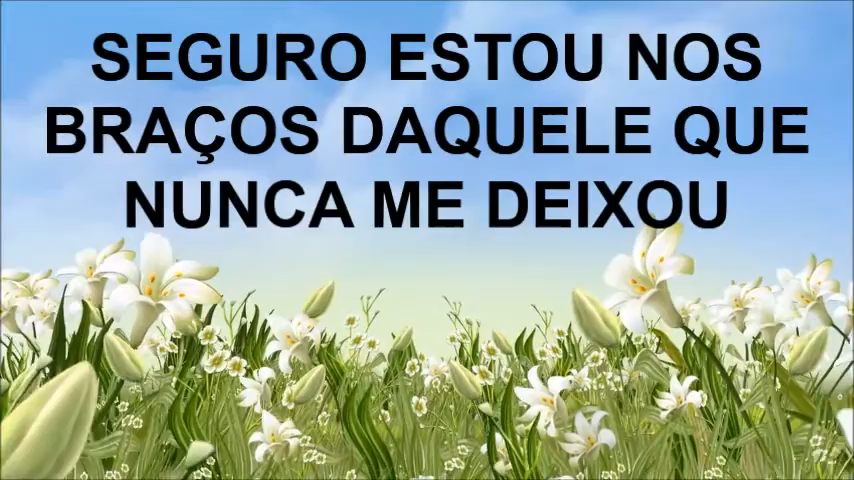 SEGURO ESTOU NOS
BRAÇOS DAQUELE QUE
NUNCA ME DEIXOU